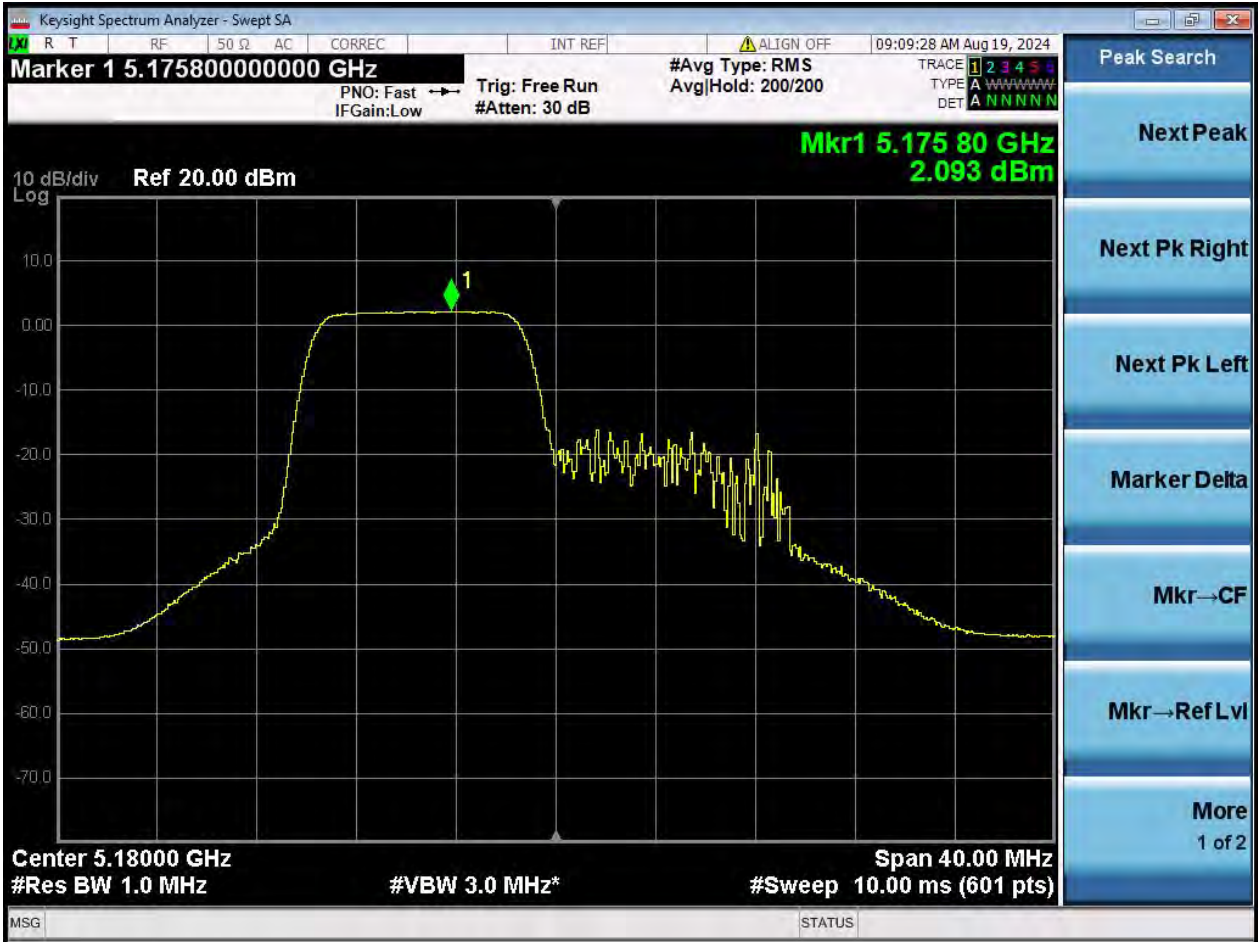 Keysight Spectrum Analyzer - Swept SA
LXI R T RF 50 Ω AC CORREC INT REF ALIGN OFF 09:09:28 AM Aug 19, 2024
Marker 1 5.175800000000 GHz
PNO: Fast
IFGain:Low
Trig: Free Run
#Atten: 30 dB
#Avg Type: RMS
Avg|Hold: 200/200
TRACE 1 2 3 4 5 6
TYPE A WWWWWW
DET A N N N N N
Mkr1 5.175 80 GHz
2.093 dBm
10 dB/div Ref 20.00 dBm
Log
1
10.0
0.00
-10.0
-20.0
-30.0
-40.0
-50.0
-60.0
-70.0
Center 5.18000 GHz Span 40.00 MHz
#Res BW 1.0 MHz #VBW 3.0 MHz* #Sweep 10.00 ms (601 pts)
MSG STATUS
Peak Search
Next Peak
Next Pk Right
Next Pk Left
Marker Delta
Mkr→CF
Mkr→Ref Lvl
More
1 of 2